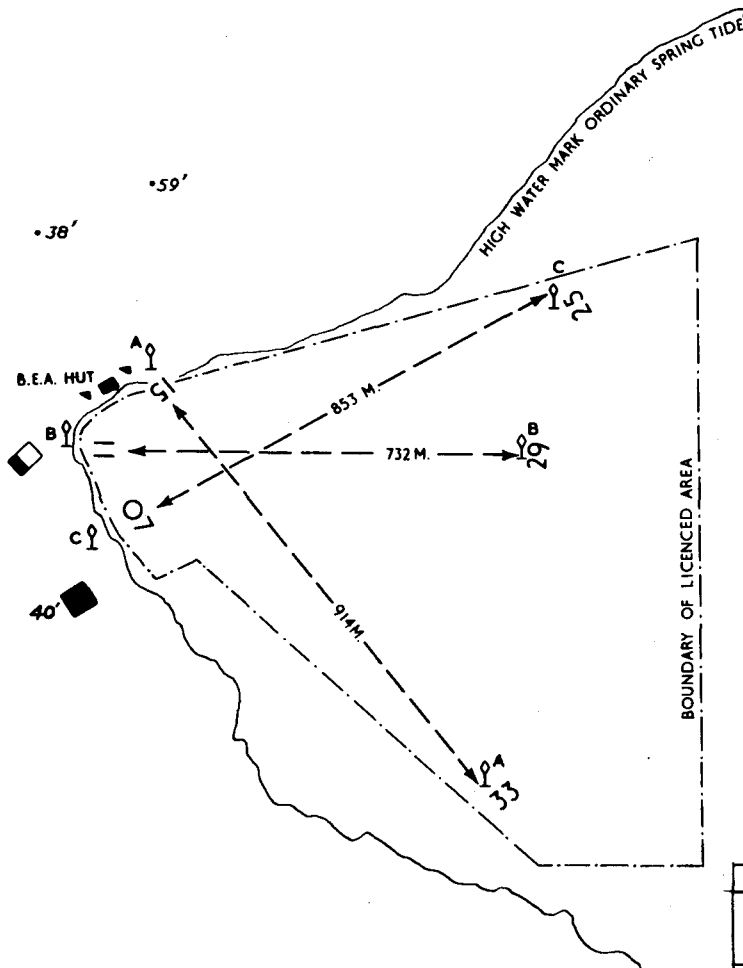 HIGH WATER MARK ORDINARY SPRING TIDE
59'
38'
C
25
A
B.E.A. HUT
15
853 M.
B
11
732 M.
B
29
07
C
40'
914 M.
BOUNDARY OF LICENCED AREA
A
33